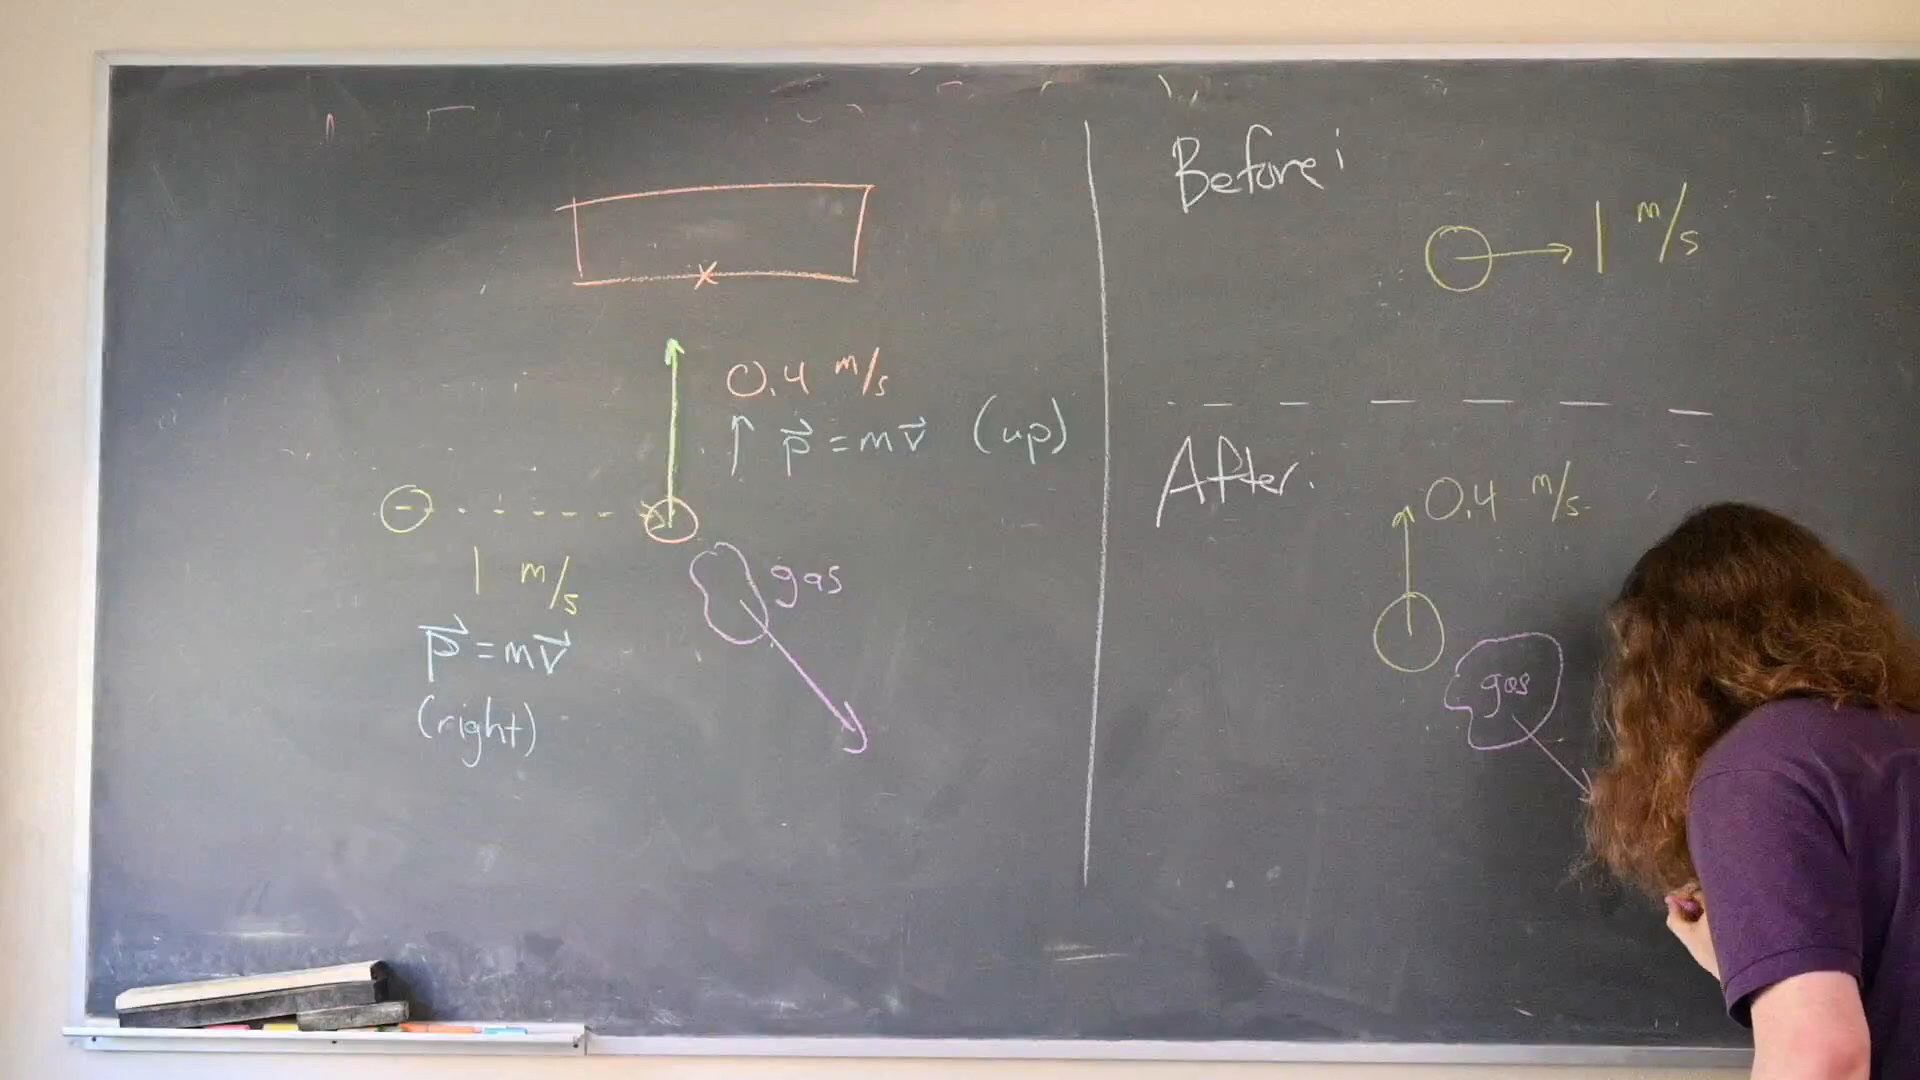 0.4 m/s
↑ p⃗ = mv⃗ (up)
1 m/s
gas
p⃗ = mv⃗
(right)
Before:
1 m/s
After:
0.4 m/s
gas